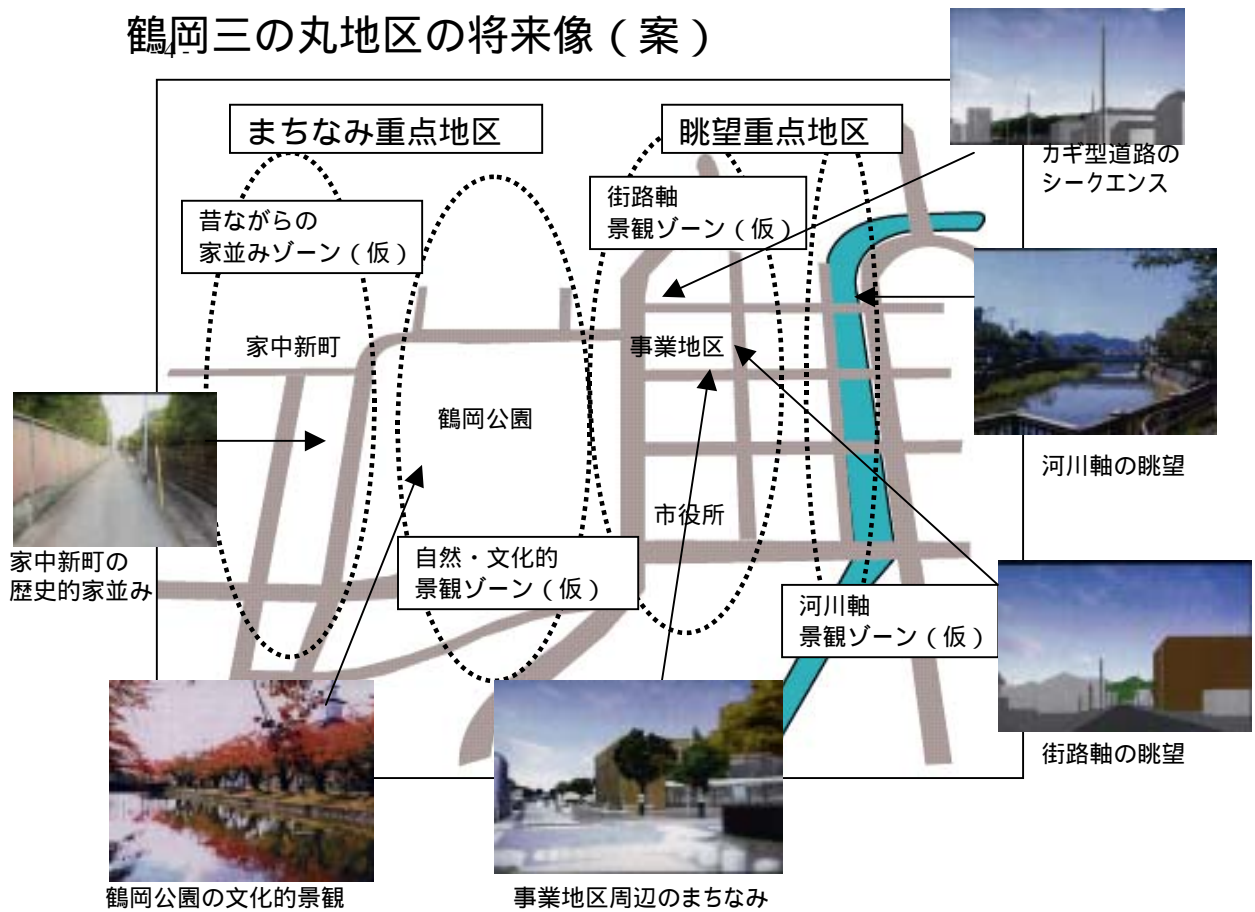 鶴岡三の丸地区の将来像（案）
-4-
まちなみ重点地区
眺望重点地区
カギ型道路の
シークエンス
昔ながらの
家並みゾーン（仮）
街路軸
景観ゾーン（仮）
家中新町
事業地区
鶴岡公園
河川軸の眺望
市役所
家中新町の
歴史的家並み
自然・文化的
景観ゾーン（仮）
河川軸
景観ゾーン（仮）
街路軸の眺望
鶴岡公園の文化的景観
事業地区周辺のまちなみ